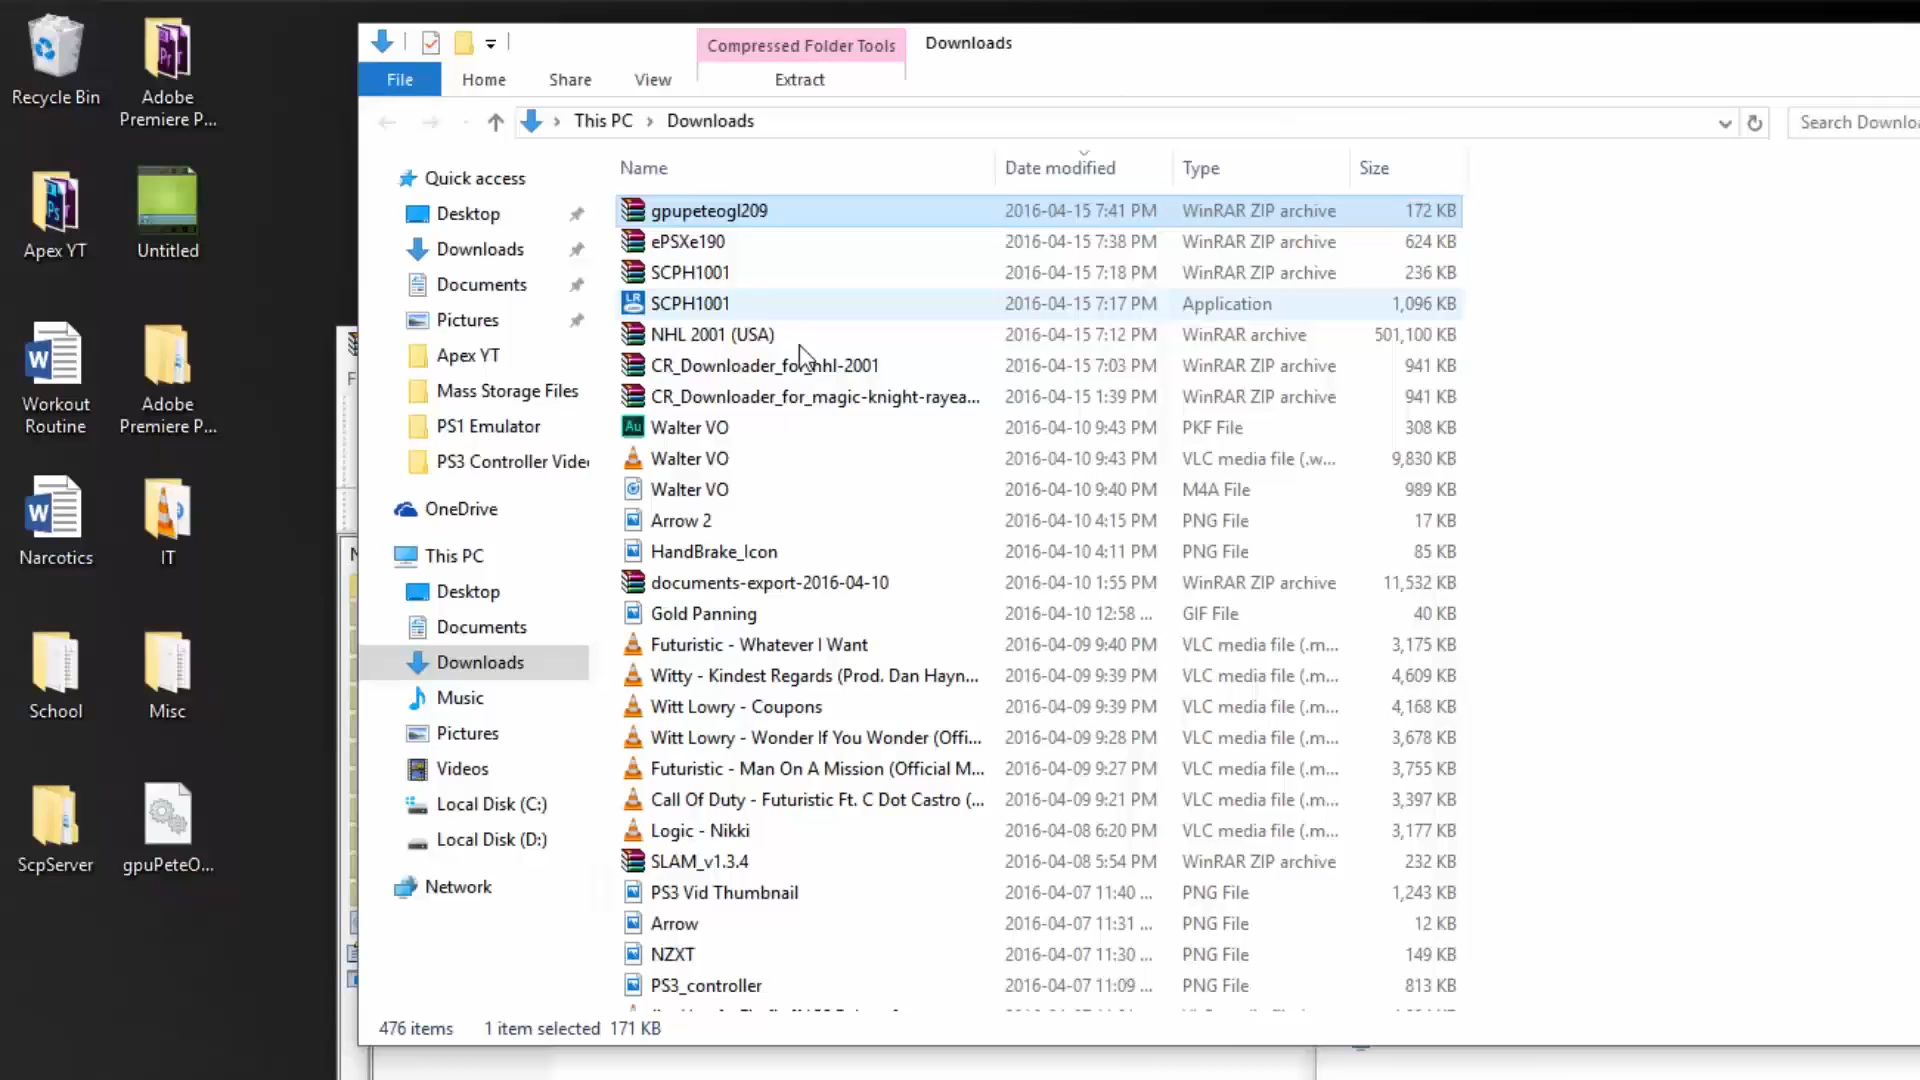 Recycle Bin
Adobe
Premiere P...
Apex YT
Untitled
Workout
Routine
Adobe
Premiere P...
Narcotics
IT
School
Misc
ScpServer
gpuPeteO...
Compressed Folder Tools
Downloads
File
Home
Share
View
Extract
This PC
Downloads
Search Downloa
Quick access
Desktop
Downloads
Documents
Pictures
Apex YT
Mass Storage Files
PS1 Emulator
PS3 Controller Vide
OneDrive
This PC
Desktop
Documents
Downloads
Music
Pictures
Videos
Local Disk (C:)
Local Disk (D:)
Network
Name Date modified Type Size
gpupeteogl209 2016-04-15 7:41 PM WinRAR ZIP archive 172 KB
ePSXe190 2016-04-15 7:38 PM WinRAR ZIP archive 624 KB
SCPH1001 2016-04-15 7:18 PM WinRAR ZIP archive 236 KB
SCPH1001 2016-04-15 7:17 PM Application 1,096 KB
NHL 2001 (USA) 2016-04-15 7:12 PM WinRAR archive 501,100 KB
CR_Downloader_for_nhl-2001 2016-04-15 7:03 PM WinRAR ZIP archive 941 KB
CR_Downloader_for_magic-knight-rayea... 2016-04-15 1:39 PM WinRAR ZIP archive 941 KB
Walter VO 2016-04-10 9:43 PM PKF File 308 KB
Walter VO 2016-04-10 9:43 PM VLC media file (.w... 9,830 KB
Walter VO 2016-04-10 9:40 PM M4A File 989 KB
Arrow 2 2016-04-10 4:15 PM PNG File 17 KB
HandBrake_Icon 2016-04-10 4:11 PM PNG File 85 KB
documents-export-2016-04-10 2016-04-10 1:55 PM WinRAR ZIP archive 11,532 KB
Gold Panning 2016-04-10 12:58 ... GIF File 40 KB
Futuristic - Whatever I Want 2016-04-09 9:40 PM VLC media file (.m... 3,175 KB
Witty - Kindest Regards (Prod. Dan Hayn... 2016-04-09 9:39 PM VLC media file (.m... 4,609 KB
Witt Lowry - Coupons 2016-04-09 9:39 PM VLC media file (.m... 4,168 KB
Witt Lowry - Wonder If You Wonder (Offi... 2016-04-09 9:28 PM VLC media file (.m... 3,678 KB
Futuristic - Man On A Mission (Official M... 2016-04-09 9:27 PM VLC media file (.m... 3,755 KB
Call Of Duty - Futuristic Ft. C Dot Castro (... 2016-04-09 9:21 PM VLC media file (.m... 3,397 KB
Logic - Nikki 2016-04-08 6:20 PM VLC media file (.m... 3,177 KB
SLAM_v1.3.4 2016-04-08 5:54 PM WinRAR ZIP archive 232 KB
PS3 Vid Thumbnail 2016-04-07 11:40 ... PNG File 1,243 KB
Arrow 2016-04-07 11:31 ... PNG File 12 KB
NZXT 2016-04-07 11:30 ... PNG File 149 KB
PS3_controller 2016-04-07 11:09 ... PNG File 813 KB
476 items 1 item selected 171 KB